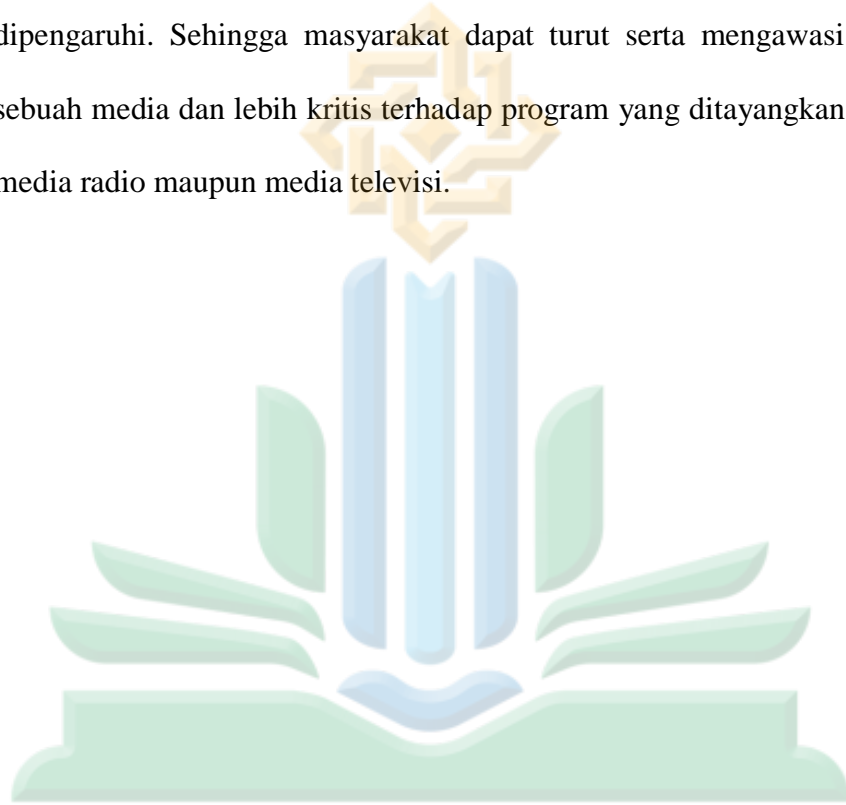 dipengaruhi. Sehingga masyarakat dapat turut serta mengawasi
sebuah media dan lebih kritis terhadap program yang ditayangkan
media radio maupun media televisi.